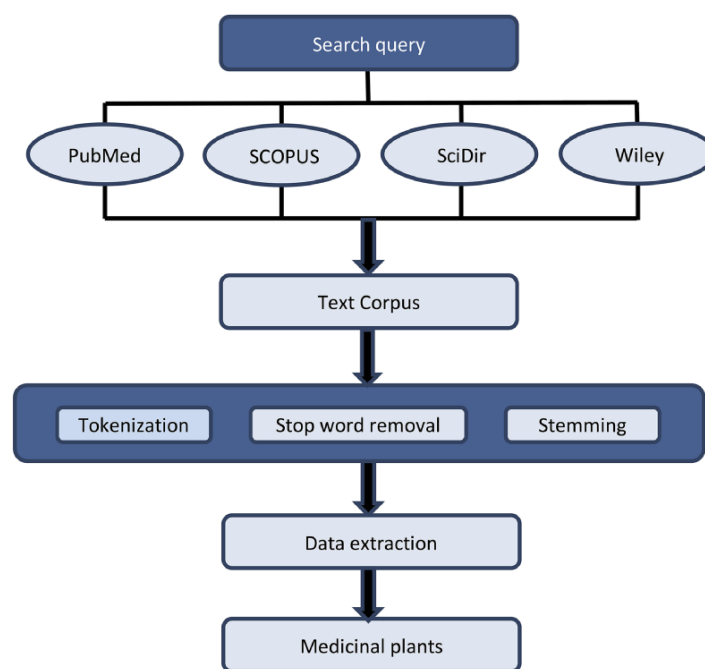 Search query
PubMed
SCOPUS
SciDir
Wiley
Text Corpus
Tokenization
Stop word removal
Stemming
Data extraction
Medicinal plants